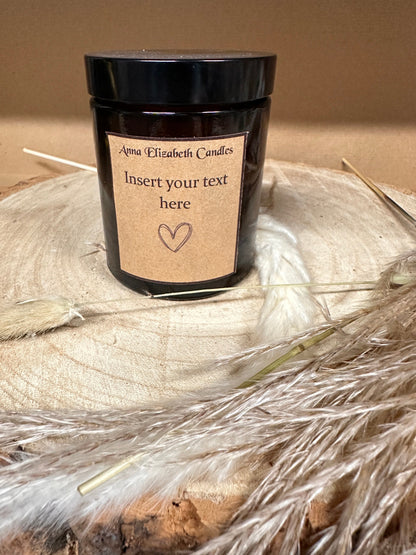 Anna Elizabeth Candles
Insert your text
here